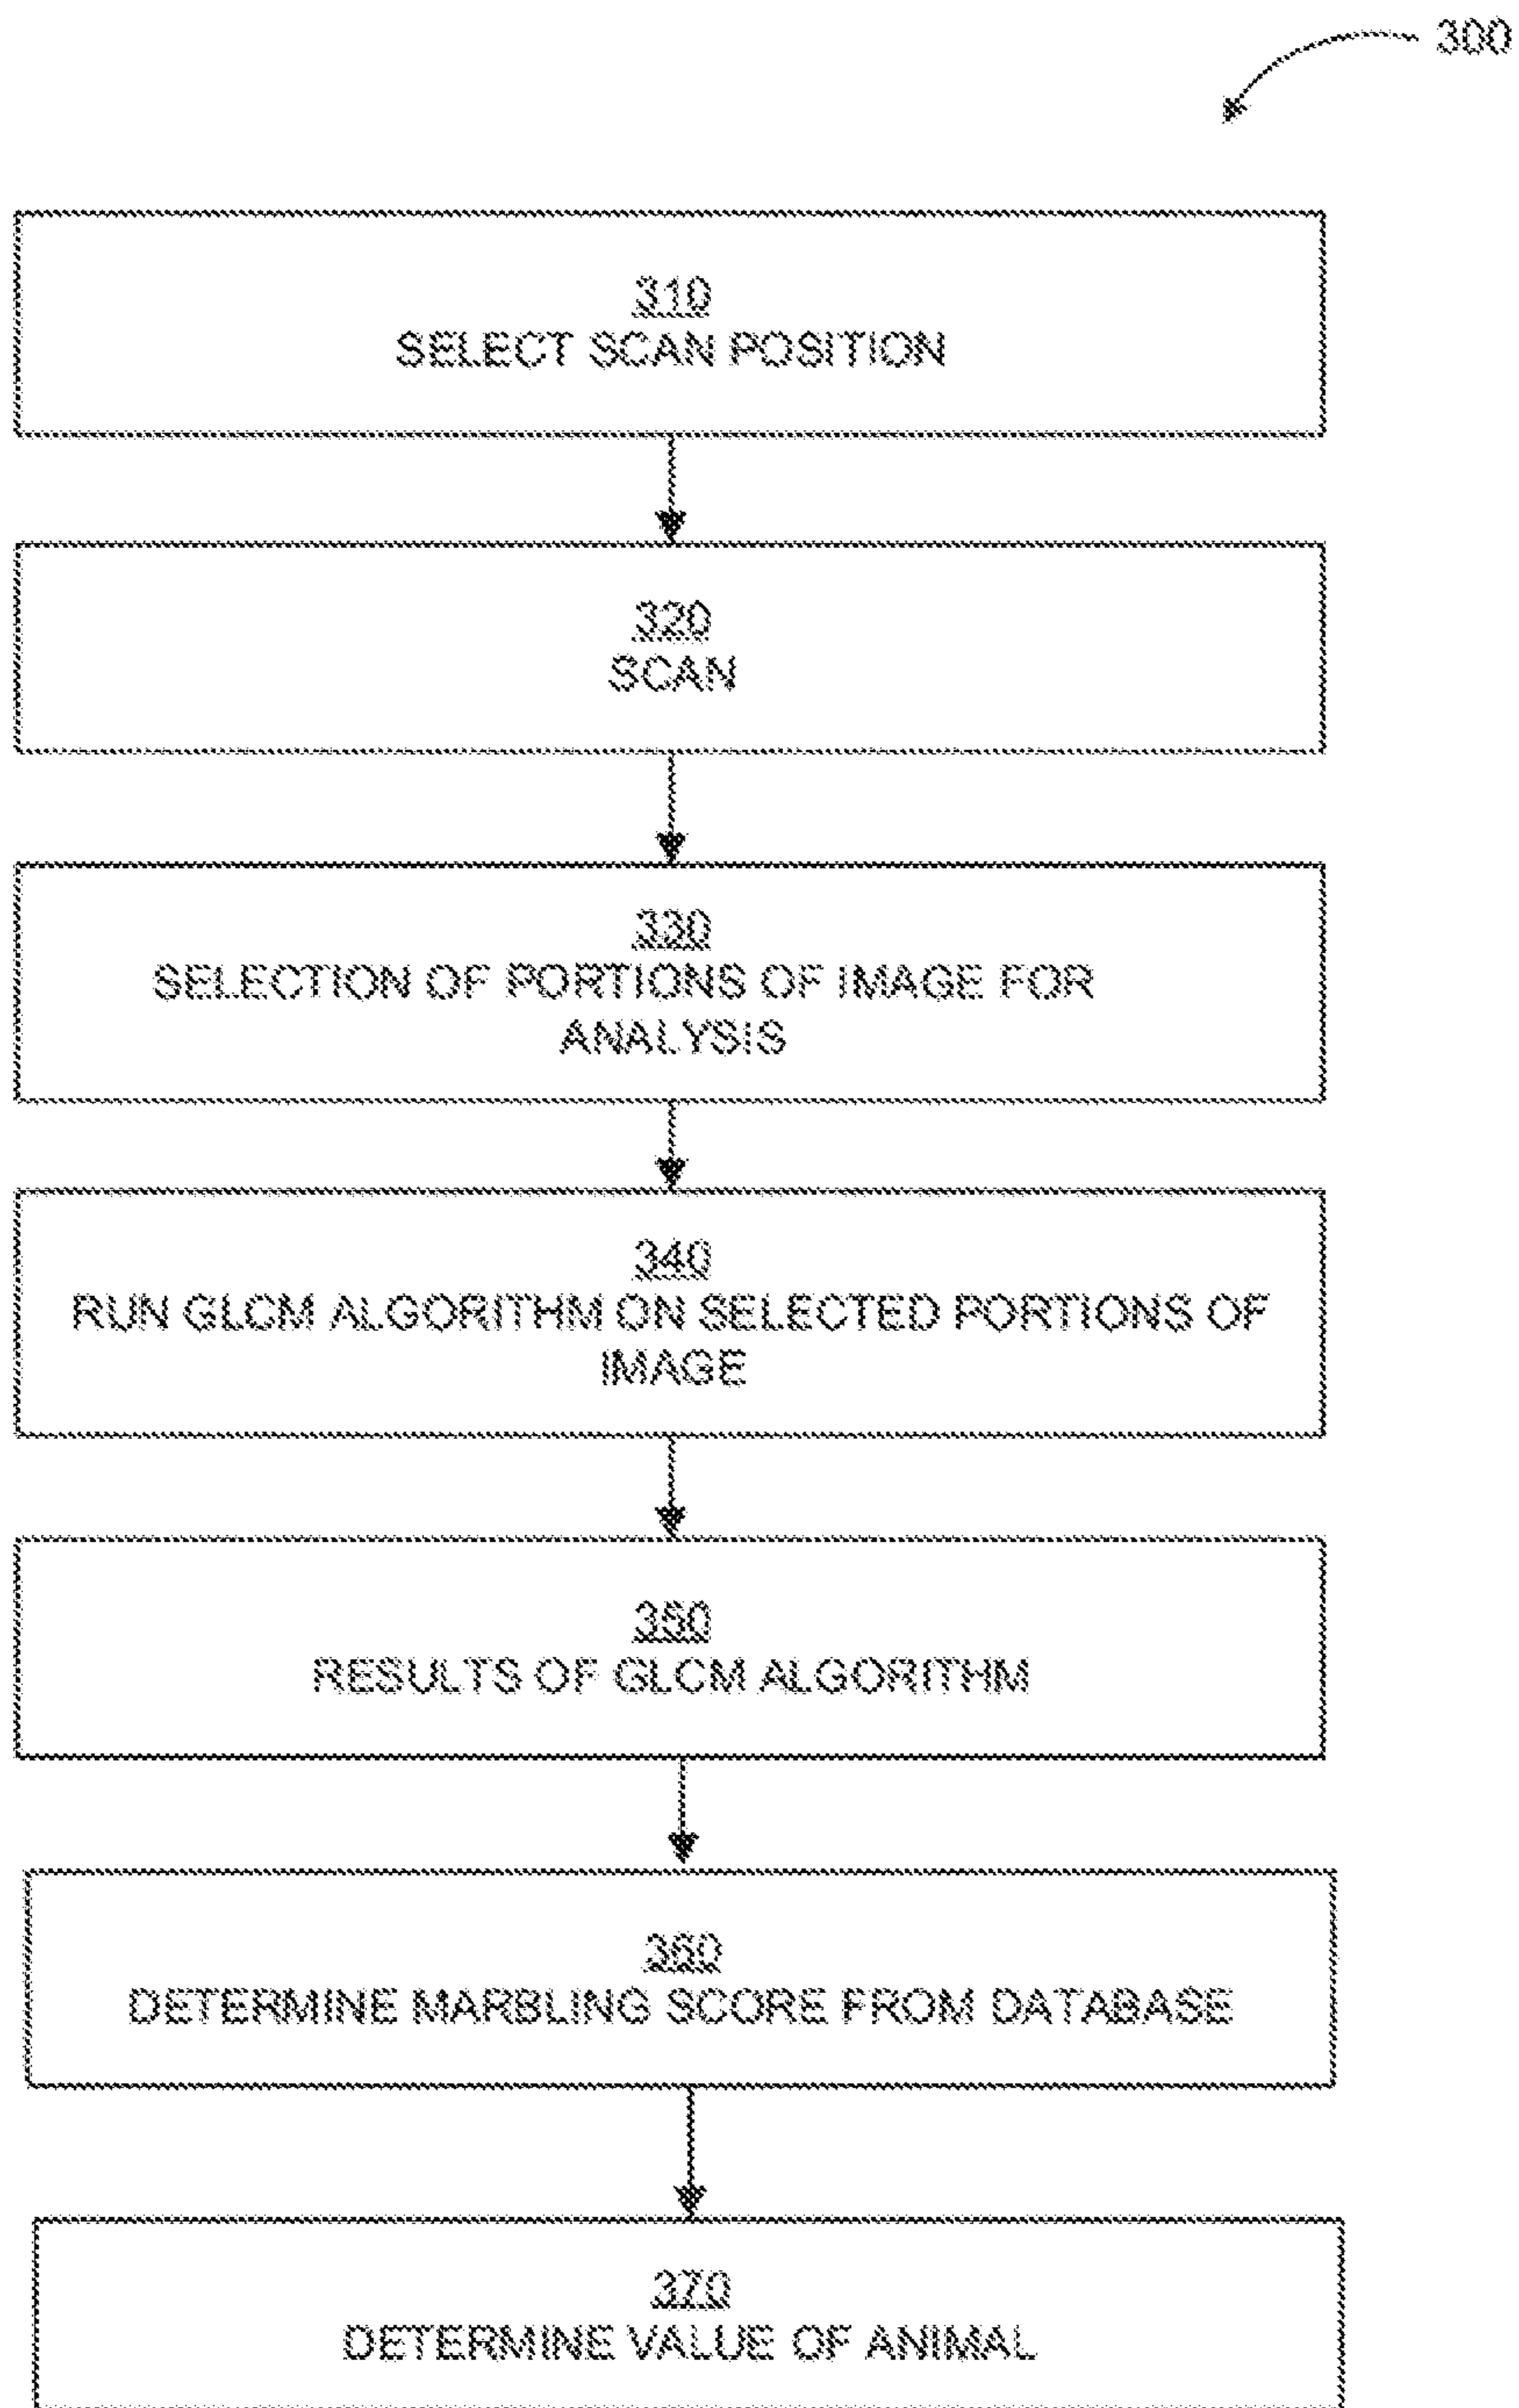 300
310
SELECT SCAN POSITION
320
SCAN
330
SELECTION OF PORTIONS OF IMAGE FOR
ANALYSIS
340
RUN GLCM ALGORITHM ON SELECTED PORTIONS OF
IMAGE
350
RESULTS OF GLCM ALGORITHM
360
DETERMINE MARBLING SCORE FROM DATABASE
370
DETERMINE VALUE OF ANIMAL